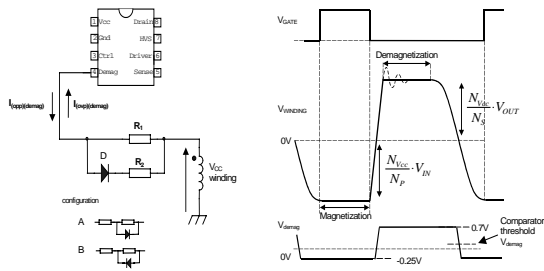 1 Vcc Drain 8
2 Gnd HVS 7
3 Ctrl Driver 6
4 Demag Sense 5
I(opp)(demag)
I(ovp)(demag)
R1
D
R2
VCC
winding
configuration
A
B
VGATE
Demagnetization
VWINDING
0V
NVcc/NS · VOUT
NVcc/NP · VIN
Magnetization
Vdemag
0V
0.7V
-0.25V
Comparator
threshold
Vdemag